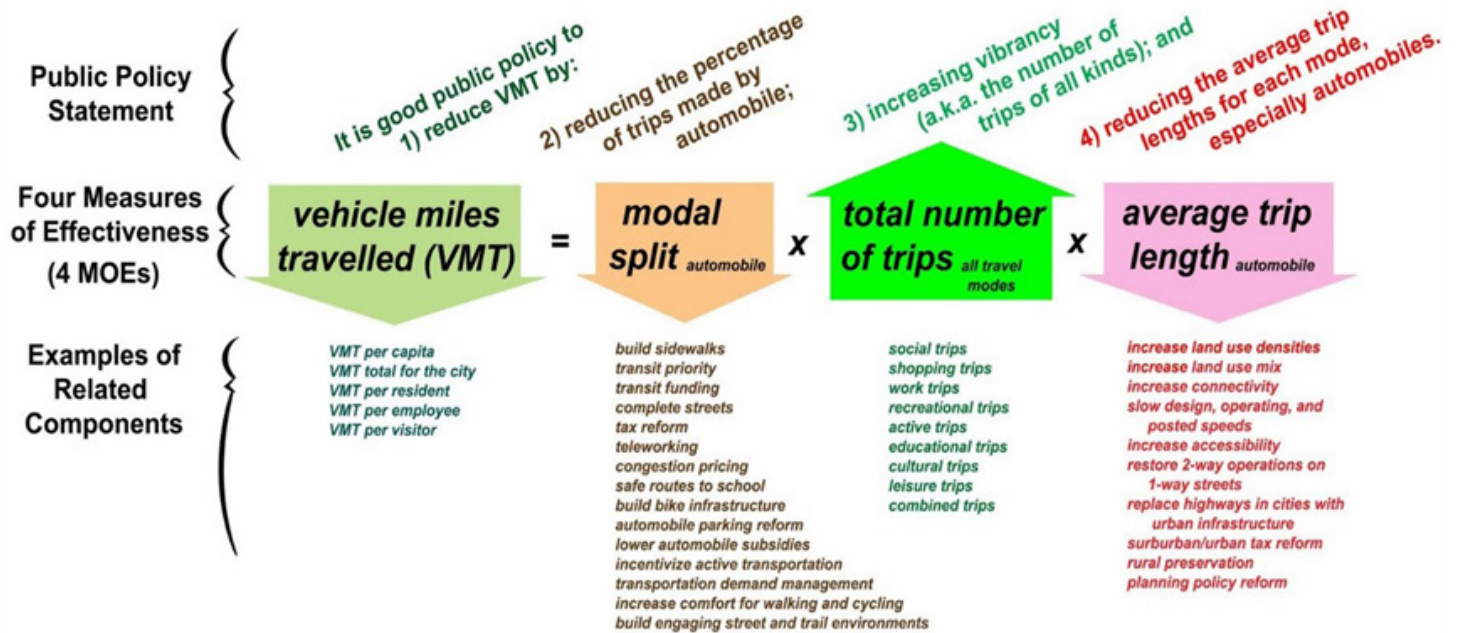 Public Policy
Statement
It is good public policy to
1) reduce VMT by:
2) reducing the percentage
of trips made by
automobile;
3) increasing vibrancy
(a.k.a. the number of
trips of all kinds); and
4) reducing the average trip
lengths for each mode,
especially automobiles.
Four Measures
of Effectiveness
(4 MOEs)
vehicle miles
travelled (VMT)
=
modal
split automobile
x
total number
of trips all travel
modes
x
average trip
length automobile
Examples of
Related
Components
VMT per capita
VMT total for the city
VMT per resident
VMT per employee
VMT per visitor
build sidewalks
transit priority
transit funding
complete streets
tax reform
teleworking
congestion pricing
safe routes to school
build bike infrastructure
automobile parking reform
lower automobile subsidies
incentivize active transportation
transportation demand management
increase comfort for walking and cycling
build engaging street and trail environments
social trips
shopping trips
work trips
recreational trips
active trips
educational trips
cultural trips
leisure trips
combined trips
increase land use densities
increase land use mix
increase connectivity
slow design, operating, and
posted speeds
increase accessibility
restore 2-way operations on
1-way streets
replace highways in cities with
urban infrastructure
surburban/urban tax reform
rural preservation
planning policy reform